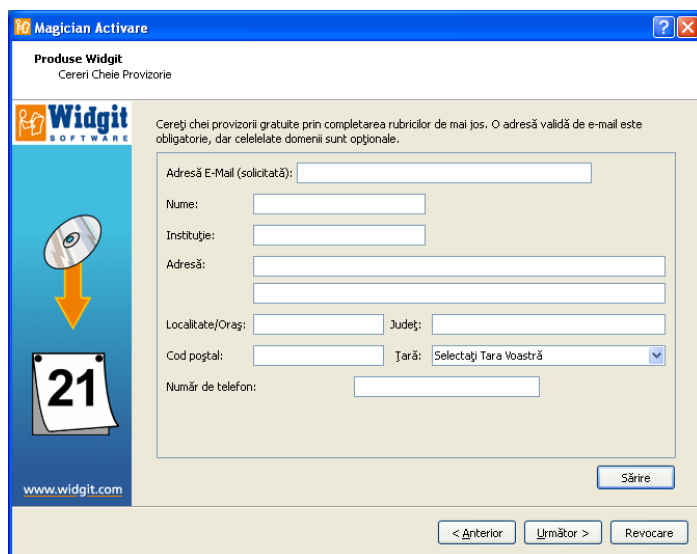 Magician Activare
Produse Widgit
Cereri Cheie Provizorie
Widgit
SOFTWARE
Cereţi chei provizorii gratuite prin completarea rubricilor de mai jos. O adresă validă de e-mail este
obligatorie, dar celelelate domenii sunt opţionale.
Adresă E-Mail (solicitată):
Nume:
Instituţie:
Adresă:
Localitate/Oraş: Judeţ:
Cod poştal: Ţară: Selectaţi Tara Voastră
Număr de telefon:
21
Sărire
www.widgit.com
< Anterior Următor > Revocare